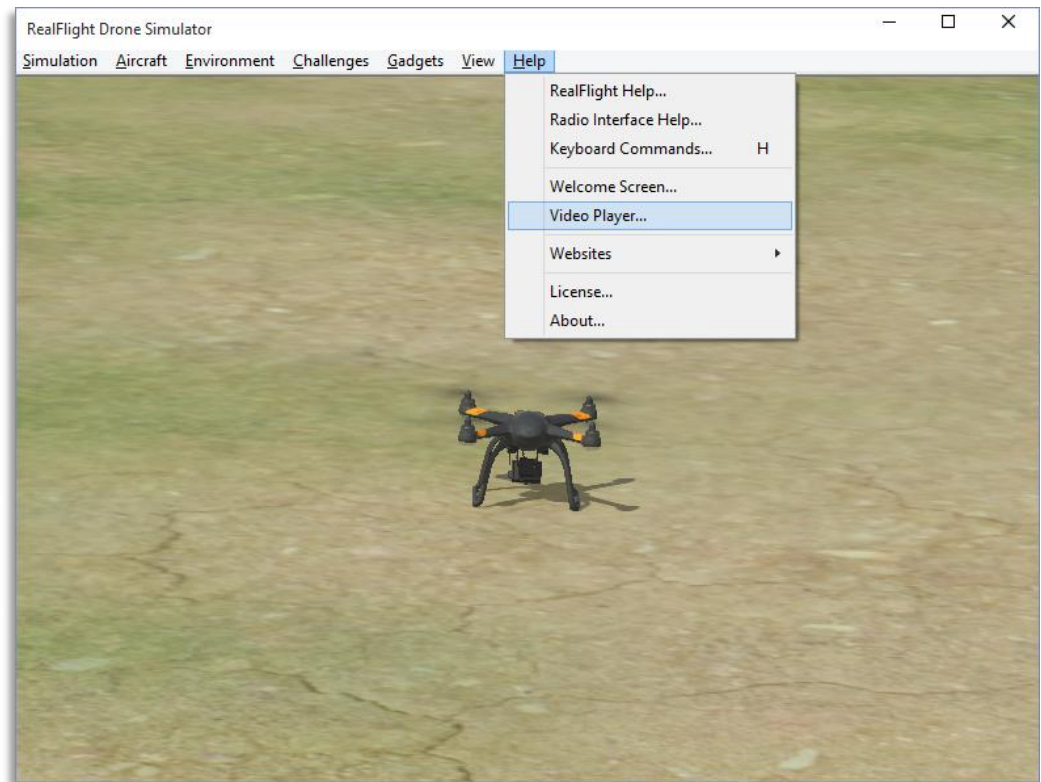 RealFlight Drone Simulator
Simulation Aircraft Environment Challenges Gadgets View Help
RealFlight Help...
Radio Interface Help...
Keyboard Commands... H
Welcome Screen...
Video Player...
Websites
License...
About...